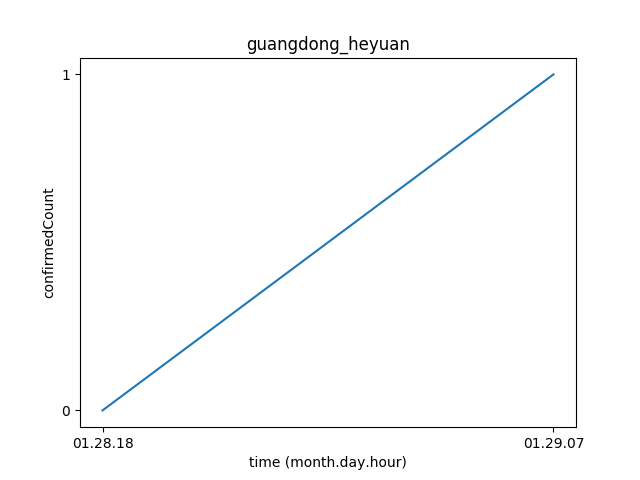 guangdong_heyuan
1
confirmedCount
0
01.28.18 01.29.07
time (month.day.hour)